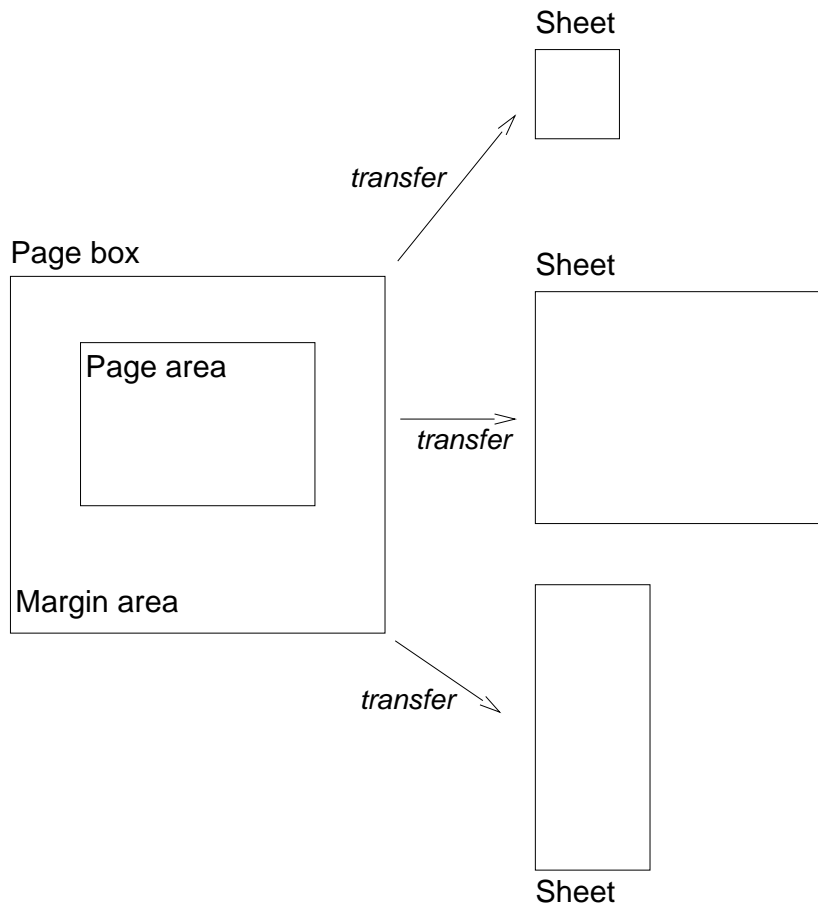 Sheet
transfer
Page box
Sheet
Page area
transfer
Margin area
transfer
Sheet